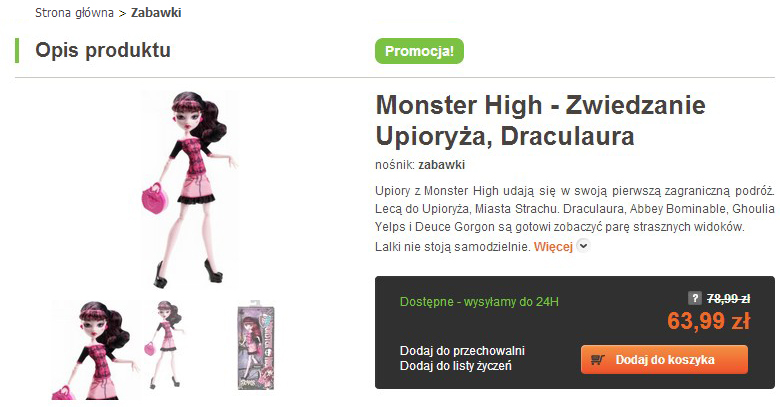 Strona główna > Zabawki
Opis produktu
Promocja!
Monster High - Zwiedzanie
Upioryża, Draculaura
nośnik: zabawki
Upiory z Monster High udają się w swoją pierwszą zagraniczną podróż.
Lecą do Upioryża, Miasta Strachu. Draculaura, Abbey Bominable, Ghoulia
Yelps i Deuce Gorgon są gotowi zobaczyć parę strasznych widoków.
Lalki nie stoją samodzielnie. Więcej
Dostępne - wysyłamy do 24H
? 78,99 zł
63,99 zł
Dodaj do przechowalni
Dodaj do listy życzeń
Dodaj do koszyka